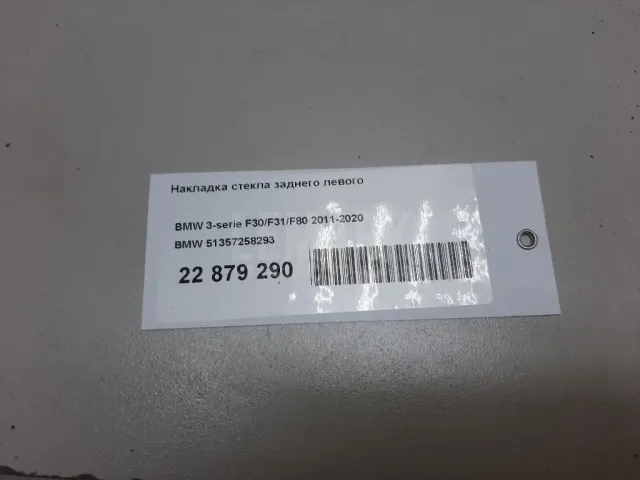 Накладка стекла заднего левого
BMW 3-serie F30/F31/F80 2011-2020
BMW 51357258293
22 879 290